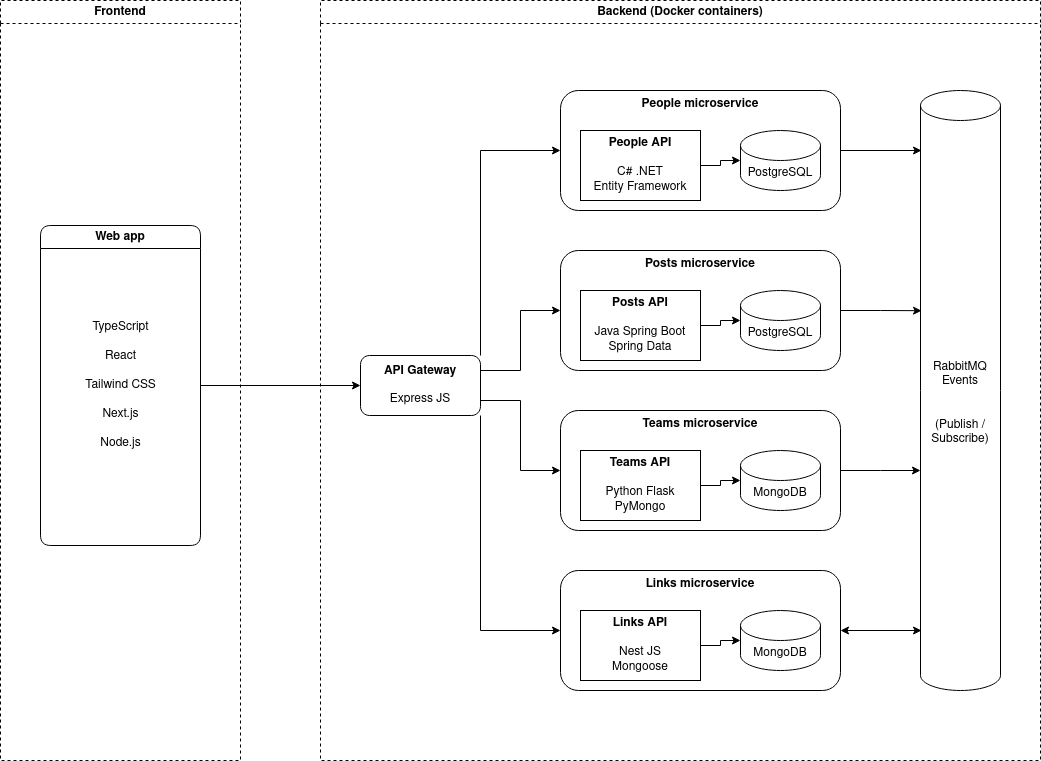 Frontend
Backend (Docker containers)
Web app
TypeScript
React
Tailwind CSS
Next.js
Node.js
API Gateway
Express JS
People microservice
People API
C# .NET
Entity Framework
PostgreSQL
Posts microservice
Posts API
Java Spring Boot
Spring Data
PostgreSQL
Teams microservice
Teams API
Python Flask
PyMongo
MongoDB
Links microservice
Links API
Nest JS
Mongoose
MongoDB
RabbitMQ
Events
(Publish /
Subscribe)